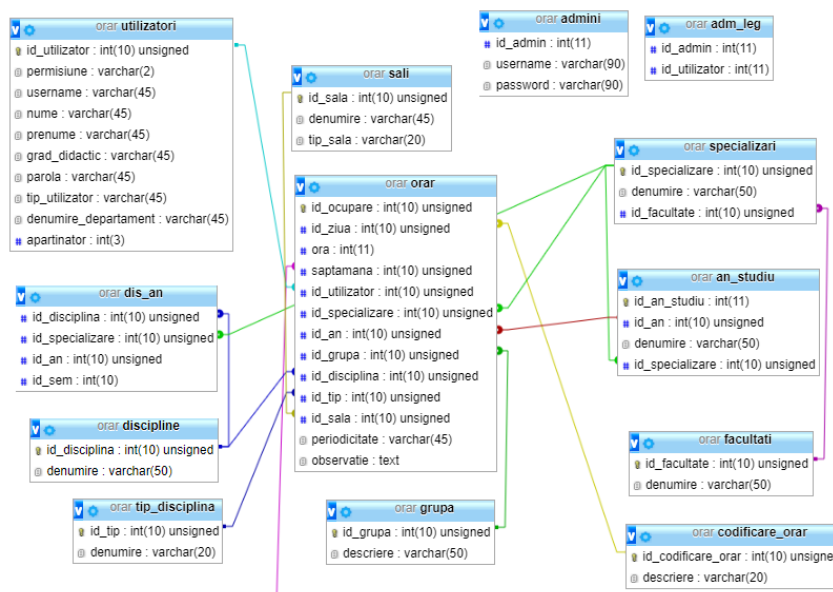 orar utilizatori
id_utilizator : int(10) unsigned
permisiune : varchar(2)
username : varchar(45)
nume : varchar(45)
prenume : varchar(45)
grad_didactic : varchar(45)
parola : varchar(45)
tip_utilizator : varchar(45)
denumire_departament : varchar(45)
# apartinator : int(3)
orar sali
id_sala : int(10) unsigned
denumire : varchar(45)
tip_sala : varchar(20)
orar admini
# id_admin : int(11)
username : varchar(90)
password : varchar(90)
orar adm_leg
# id_admin : int(11)
# id_utilizator : int(11)
orar orar
id_ocupare : int(10) unsigned
# id_ziua : int(10) unsigned
# ora : int(11)
# saptamana : int(10) unsigned
# id_utilizator : int(10) unsigned
# id_specializare : int(10) unsigned
# id_an : int(10) unsigned
# id_grupa : int(10) unsigned
# id_disciplina : int(10) unsigned
# id_tip : int(10) unsigned
# id_sala : int(10) unsigned
periodicitate : varchar(45)
observatie : text
orar specializari
id_specializare : int(10) unsigned
denumire : varchar(50)
# id_facultate : int(10) unsigned
orar an_studiu
id_an_studiu : int(11)
# id_an : int(10) unsigned
denumire : varchar(50)
# id_specializare : int(10) unsigned
orar dis_an
# id_disciplina : int(10) unsigned
# id_specializare : int(10) unsigned
# id_an : int(10) unsigned
# id_sem : int(10)
orar discipline
id_disciplina : int(10) unsigned
denumire : varchar(50)
orar tip_disciplina
id_tip : int(10) unsigned
denumire : varchar(20)
orar grupa
id_grupa : int(10) unsigned
descriere : varchar(50)
orar facultati
id_facultate : int(10) unsigned
denumire : varchar(50)
orar codificare_orar
id_codificare_orar : int(10) unsigned
descriere : varchar(20)